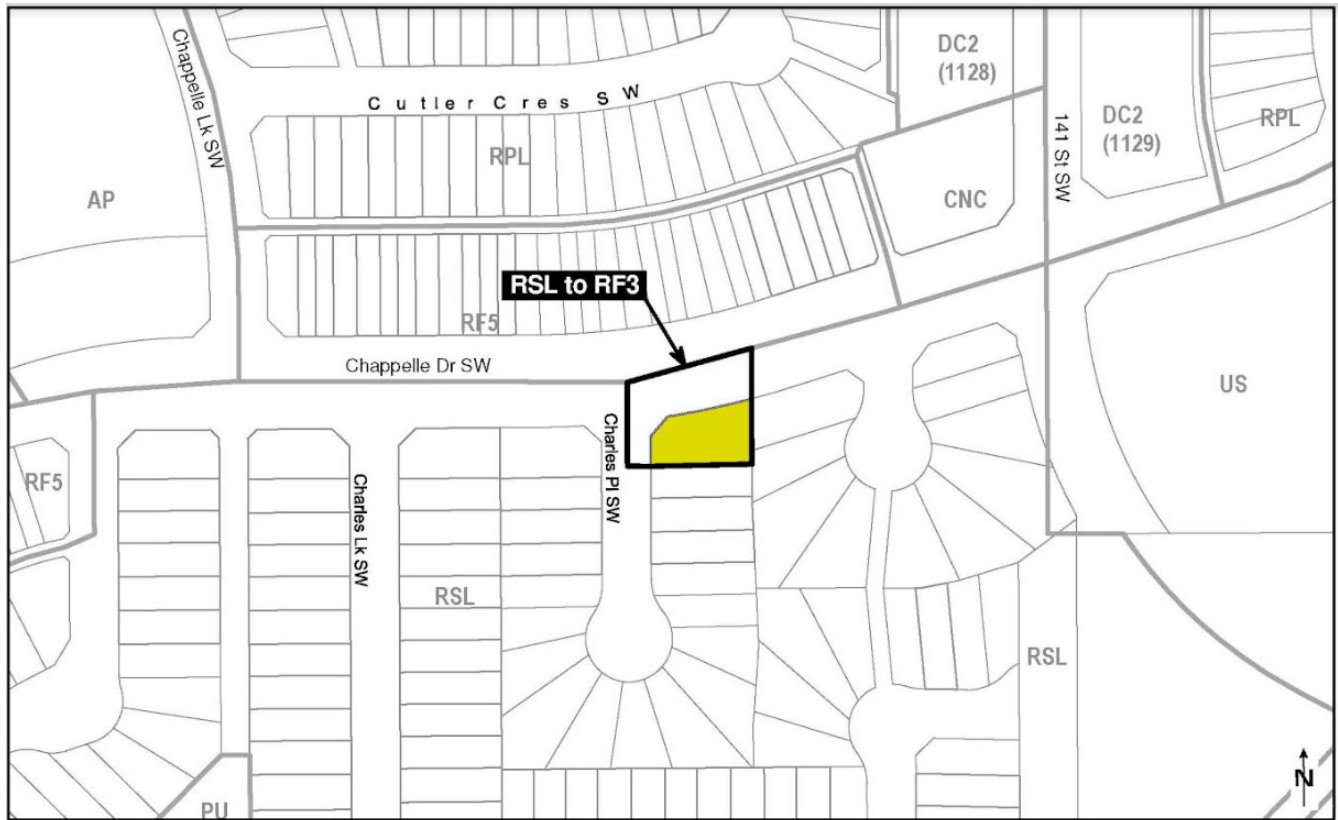 Chappelle Lk SW
Cutler Cres SW
DC2
(1128)
141 St SW
DC2
(1129)
RPL
RPL
AP
CNC
RSL to RF3
RF5
Chappelle Dr SW
US
Charles Pl SW
RF5
Charles Lk SW
RSL
RSL
PU
N